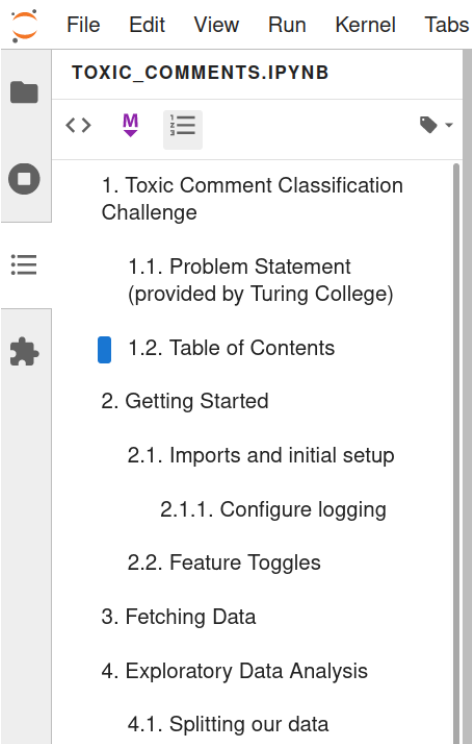 File Edit View Run Kernel Tabs
TOXIC_COMMENTS.IPYNB
M
1. Toxic Comment Classification
Challenge
1.1. Problem Statement
(provided by Turing College)
1.2. Table of Contents
2. Getting Started
2.1. Imports and initial setup
2.1.1. Configure logging
2.2. Feature Toggles
3. Fetching Data
4. Exploratory Data Analysis
4.1. Splitting our data